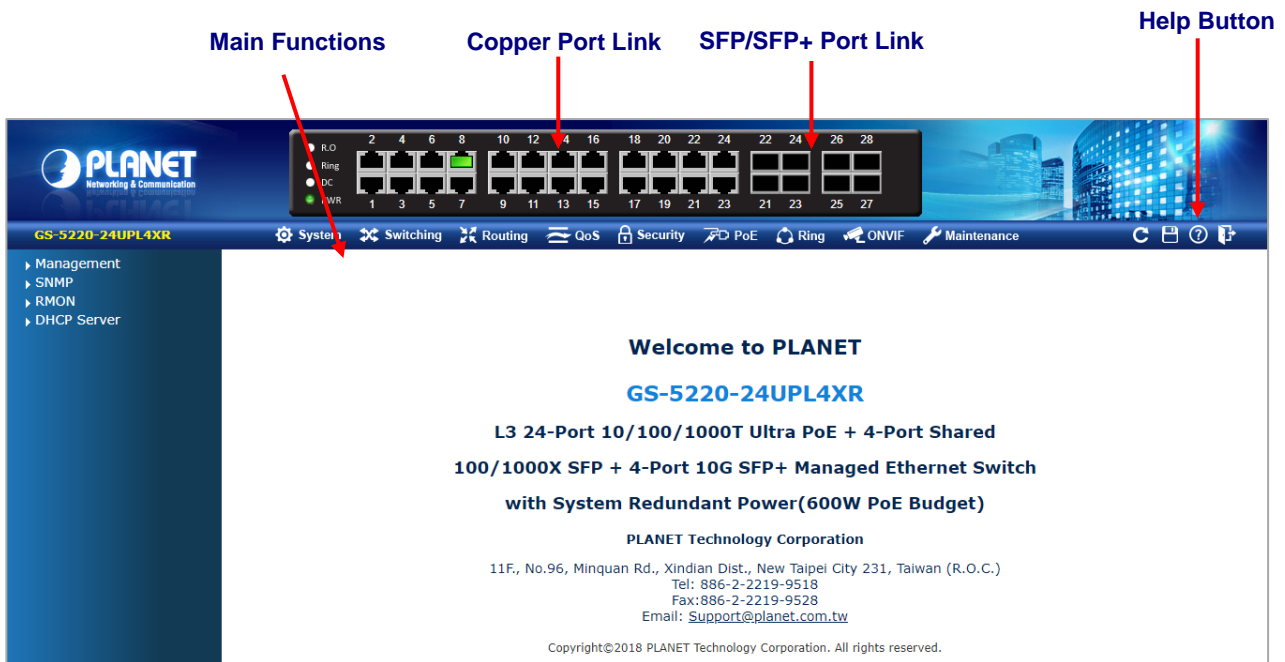 Help Button
Main Functions Copper Port Link SFP/SFP+ Port Link
2 4 6 8 10 12 14 16 18 20 22 24 22 24 26 28
R.O
Ring
DC
PWR
1 3 5 7 9 11 13 15 17 19 21 23 21 23 25 27
PLANET
Networking & Communication
GS-5220-24UPL4XR System Switching Routing QoS Security PoE Ring ONVIF Maintenance
Management
SNMP
RMON
DHCP Server
Welcome to PLANET
GS-5220-24UPL4XR
L3 24-Port 10/100/1000T Ultra PoE + 4-Port Shared
100/1000X SFP + 4-Port 10G SFP+ Managed Ethernet Switch
with System Redundant Power(600W PoE Budget)
PLANET Technology Corporation
11F., No.96, Minquan Rd., Xindian Dist., New Taipei City 231, Taiwan (R.O.C.)
Tel: 886-2-2219-9518
Fax:886-2-2219-9528
Email: Support@planet.com.tw
Copyright©2018 PLANET Technology Corporation. All rights reserved.